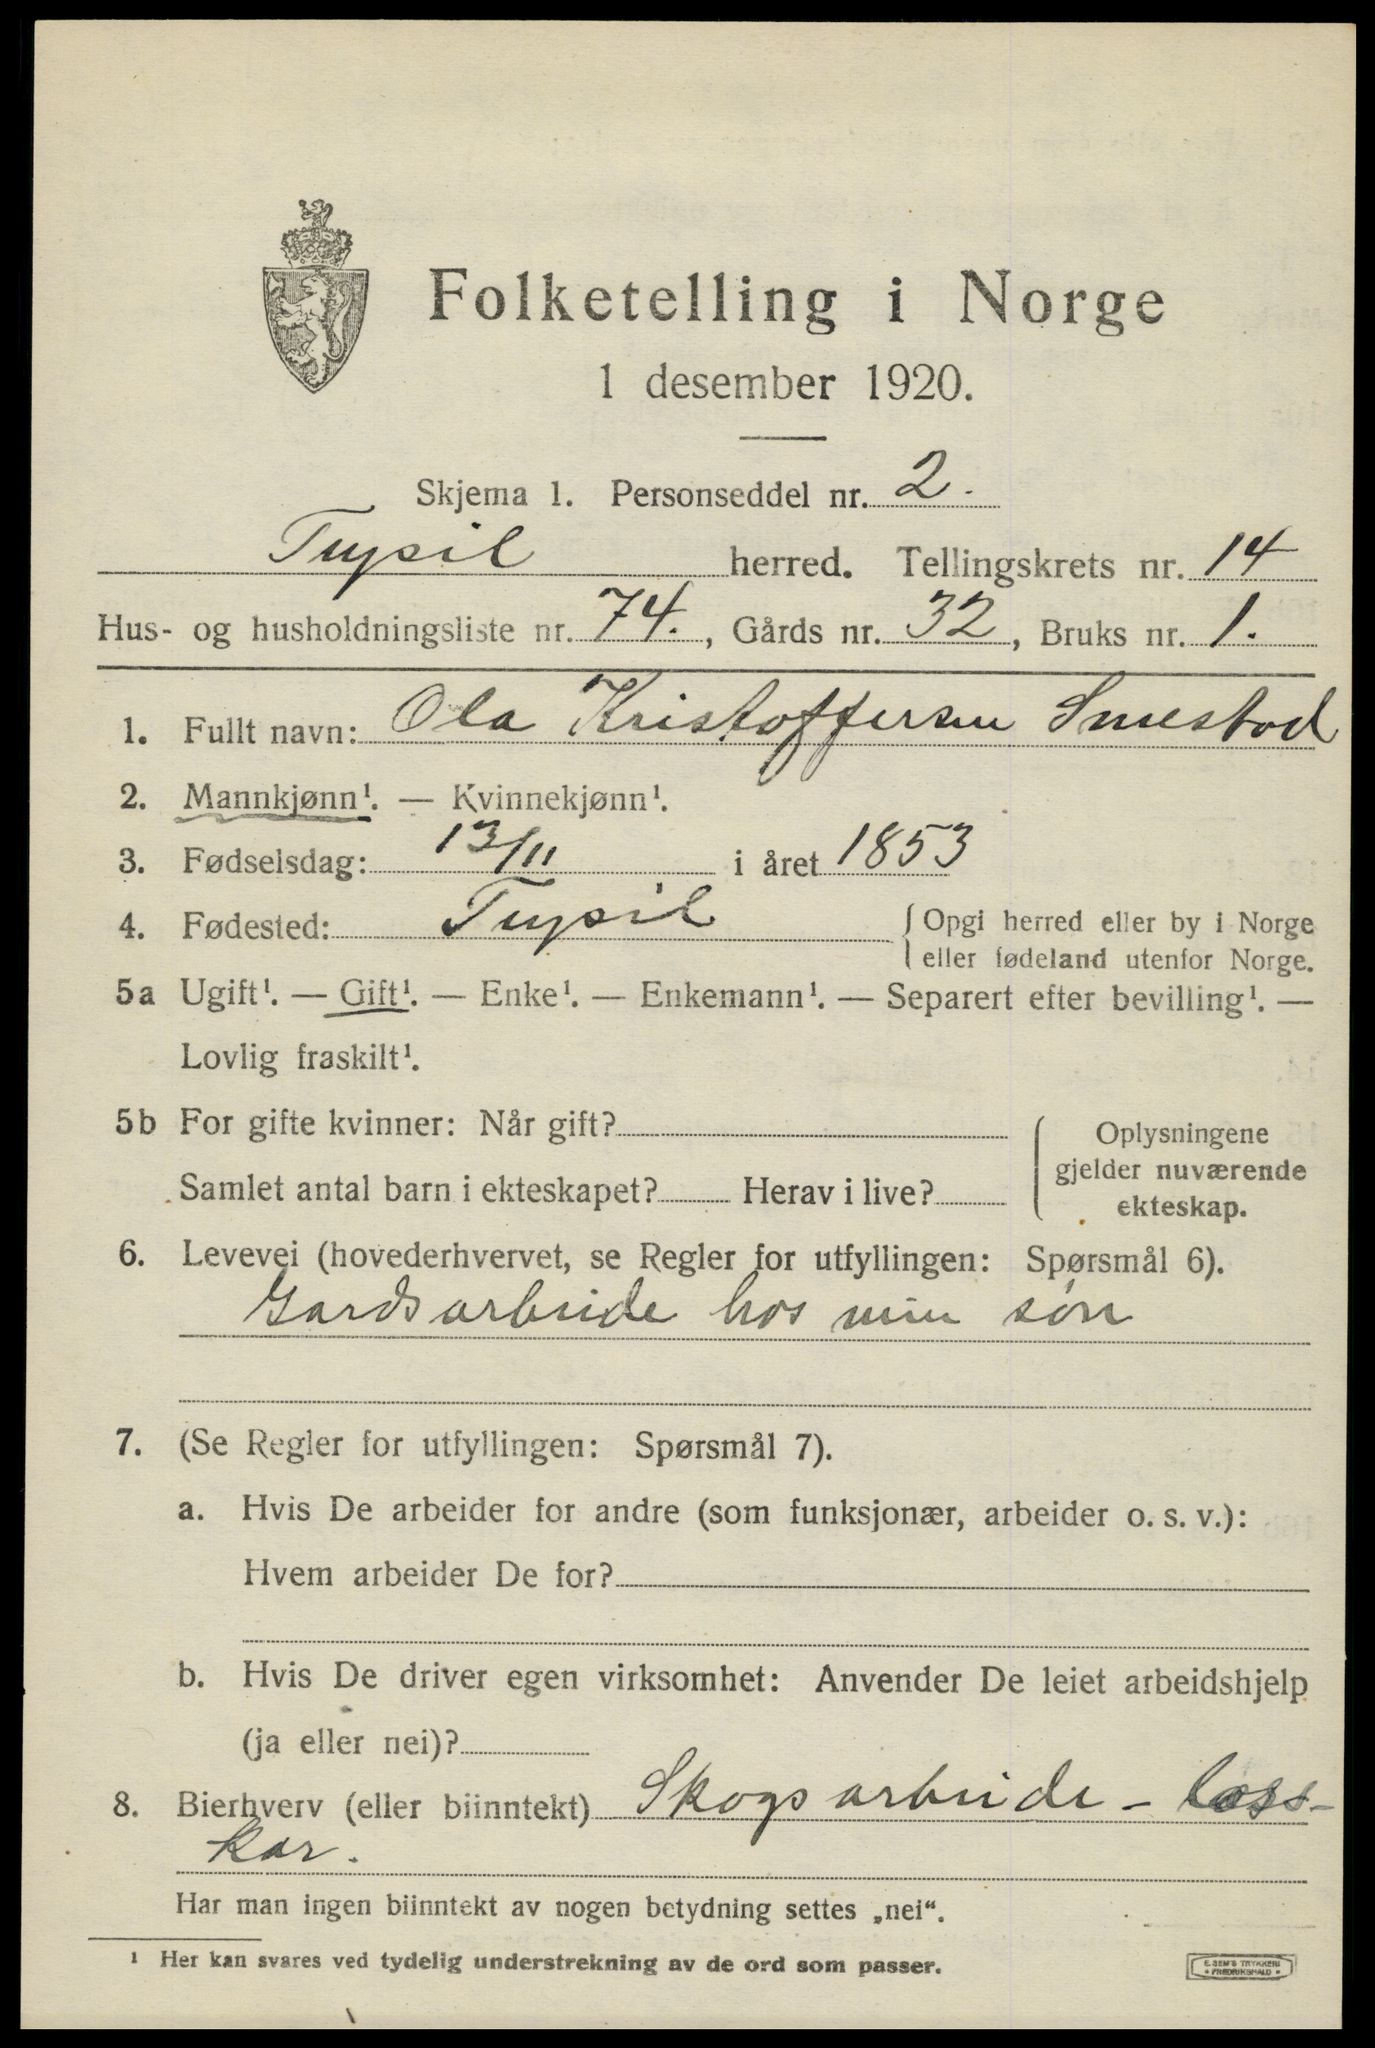 Folketelling i Norge
1 desember 1920.
Skjema 1. Personseddel nr. 2.
Trysil herred. Tellingskrets nr. 14
Hus- og husholdningsliste nr. 74., Gårds nr. 32, Bruks nr. 1.
1. Fullt navn: Ola Kristoffersen Smestad
2. Mannkjønn¹. — Kvinnekjønn¹.
3. Fødselsdag: 13/11 i året 1853
4. Fødested: Trysil {Opgi herred eller by i Norge
eller fødeland utenfor Norge.
5a Ugift¹. — Gift¹. — Enke¹. — Enkemann¹. — Separert efter bevilling¹. —
Lovlig fraskilt¹.
5b For gifte kvinner: Når gift?
Samlet antal barn i ekteskapet? Herav i live?
{Oplysningene
gjelder nuværende
ekteskap.
6. Levevei (hovederhvervet, se Regler for utfyllingen: Spørsmål 6).
Gardsarbeide hos min søn
7. (Se Regler for utfyllingen: Spørsmål 7).
a. Hvis De arbeider for andre (som funksjonær, arbeider o. s. v.):
Hvem arbeider De for?
b. Hvis De driver egen virksomhet: Anvender De leiet arbeidshjelp
(ja eller nei)?
8. Bierhverv (eller biinntekt) Skogsarbeide - læss-
kar.
Har man ingen biinntekt av nogen betydning settes „nei“.
¹ Her kan svares ved tydelig understrekning av de ord som passer.
E. SEM'S TRYKKERI
• FREDRIKSHALD •